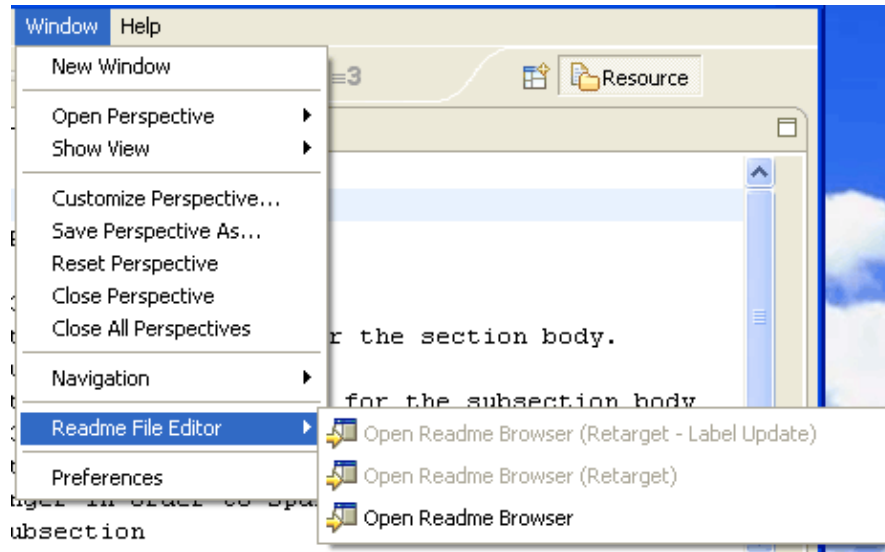 Window Help
New Window
≡3
Resource
Open Perspective
Show View
Customize Perspective...
Save Perspective As...
Reset Perspective
Close Perspective
Close All Perspectives
r the section body.
Navigation
for the subsection body
Readme File Editor
Open Readme Browser (Retarget - Label Update)
Open Readme Browser (Retarget)
Preferences
Open Readme Browser
ubsection